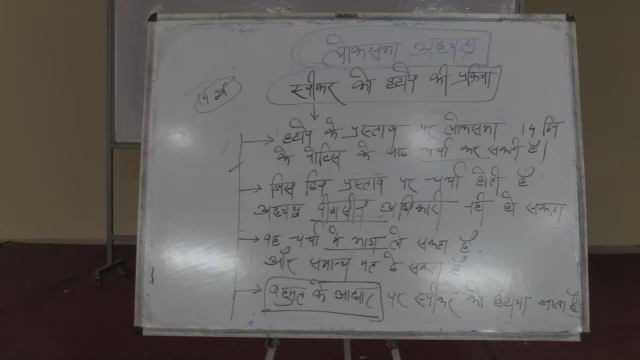 लोकसभा अध्यक्ष
स्पीकर को हटाने की प्रक्रिया
14 दिन
हटाने के प्रस्ताव पर लोकसभा 14 दिन
के नोटिस के बाद चर्चा कर सकती है।
जिस दिन प्रस्ताव पर चर्चा होती है
अध्यक्ष पीठासीन अधिकारी नही हो सकता
वह चर्चा में भाग ले सकता है
और सामान्य मत दे सकता है
बहुमत के आधार पर स्पीकर को हटाया जाता है